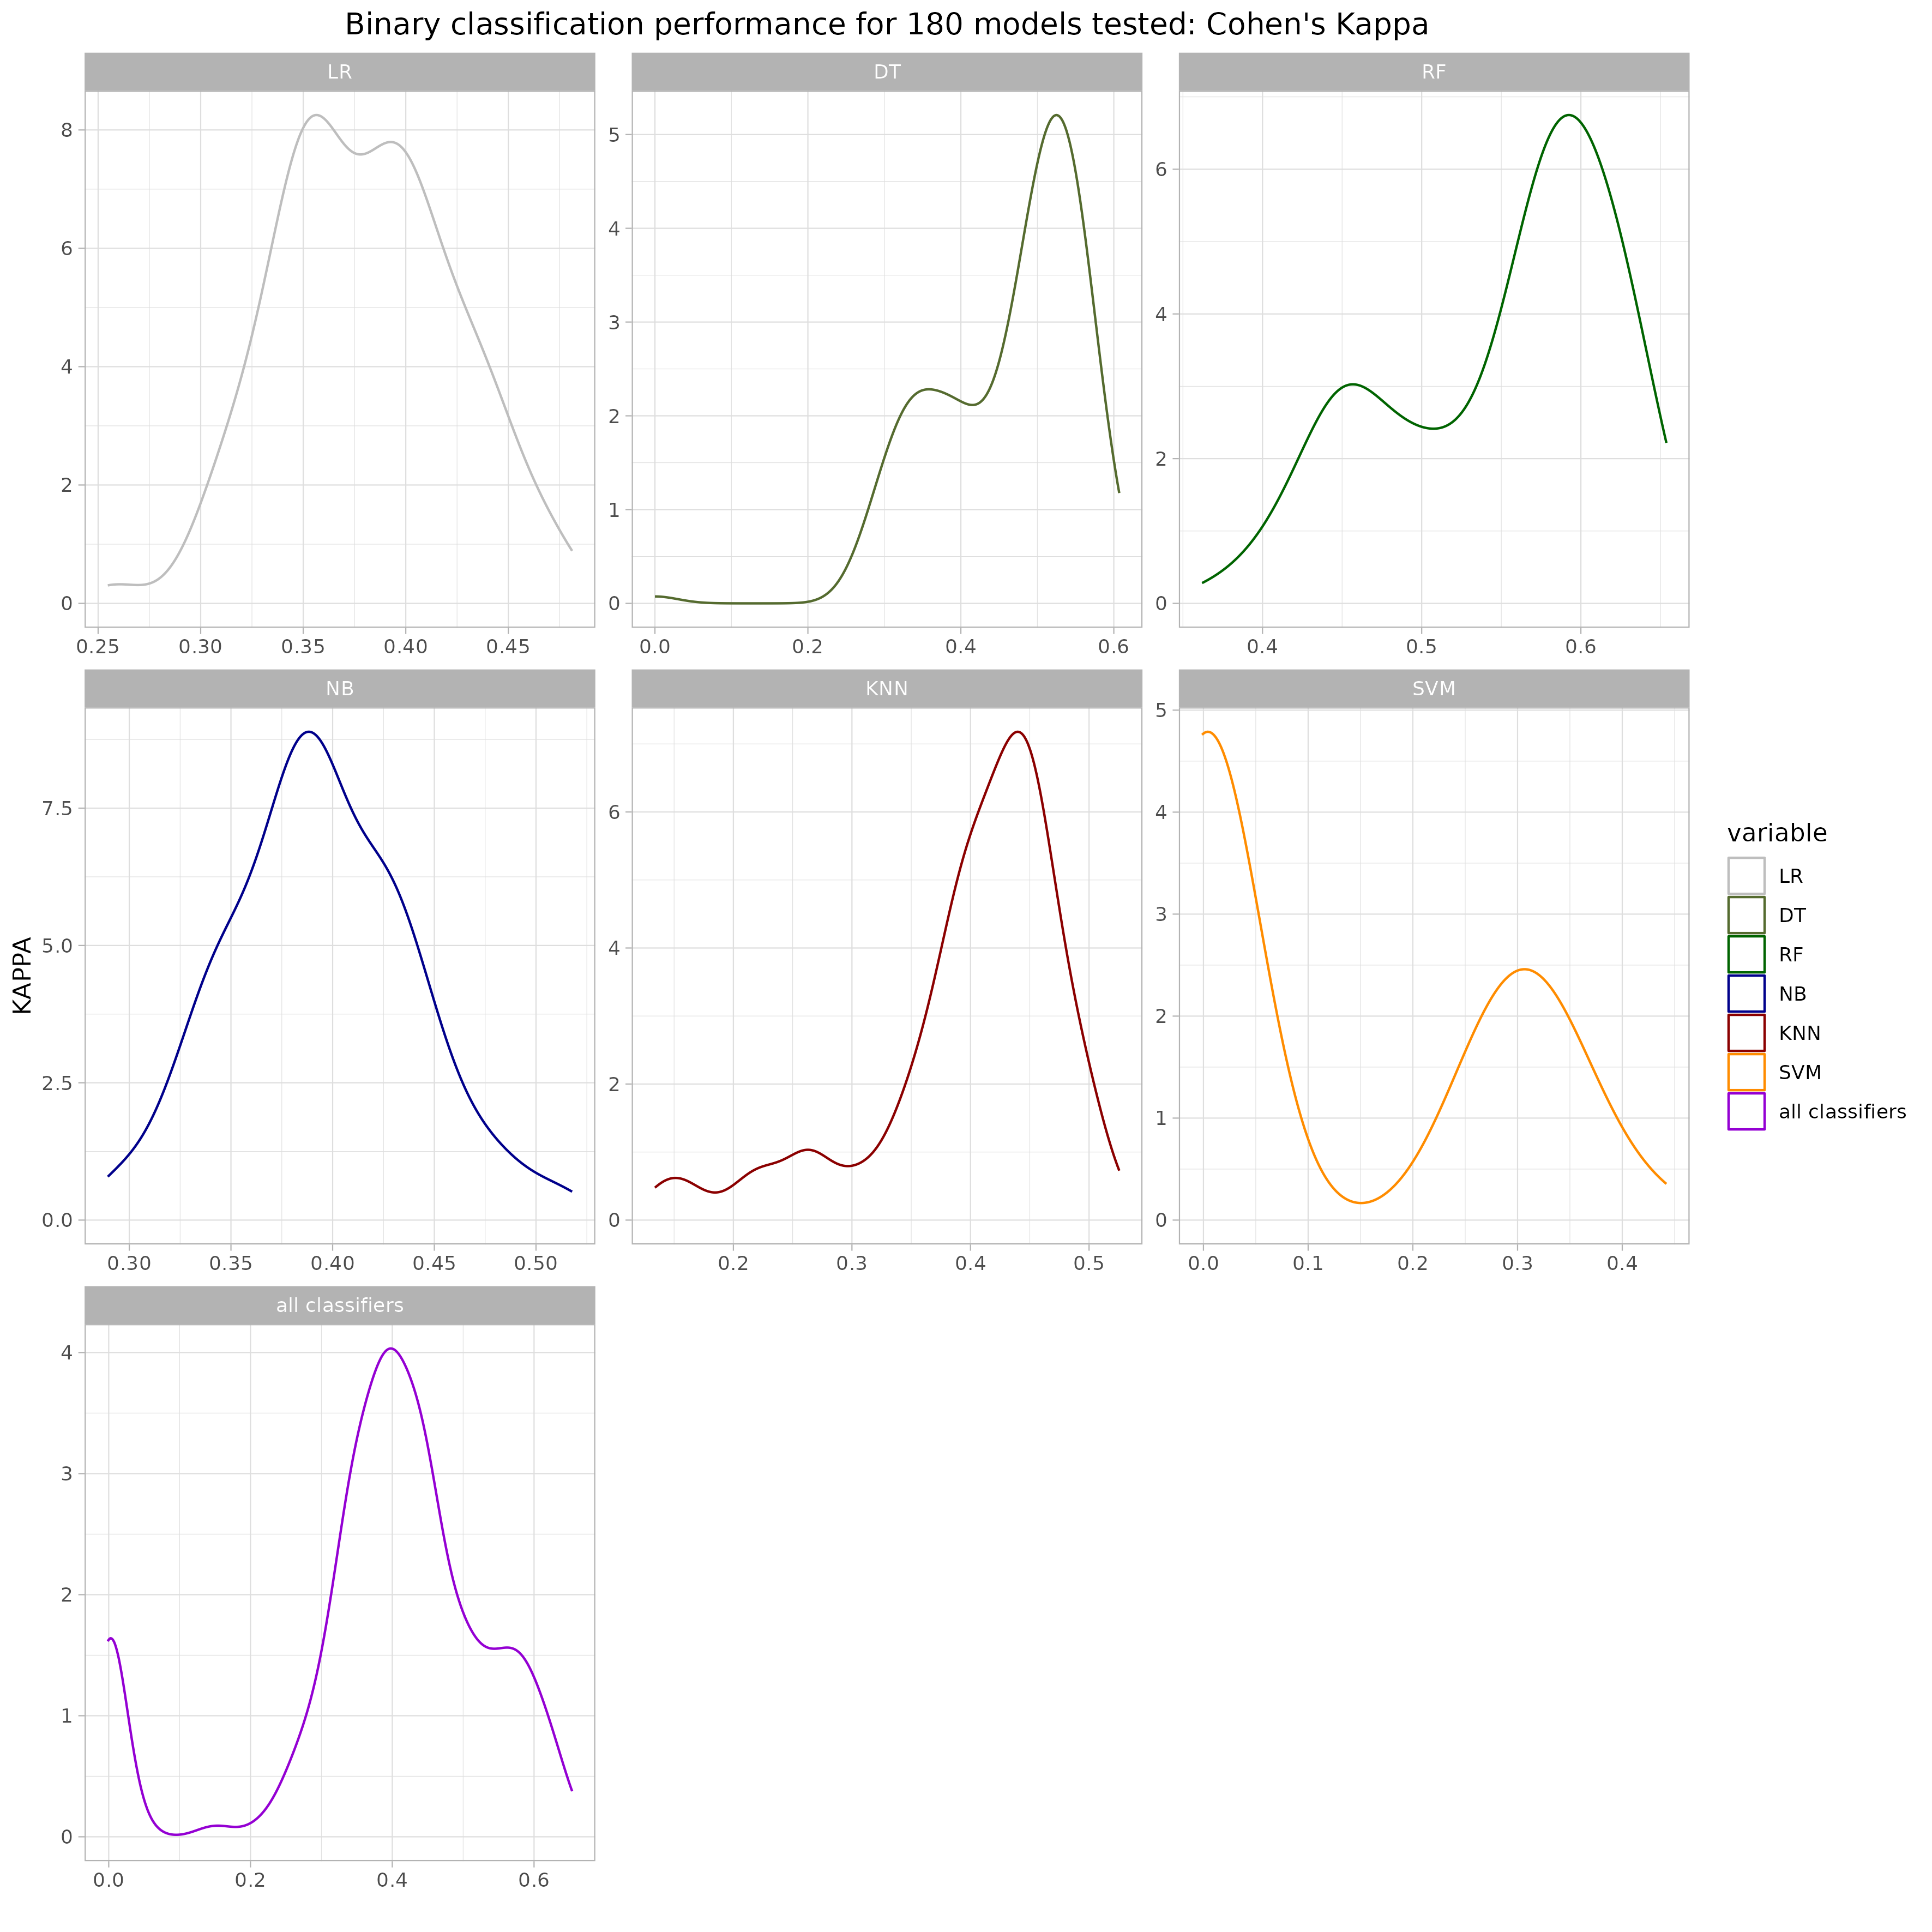 Binary classification performance for 180 models tested: Cohen's Kappa
LR
DT
RF
8
6
4
2
0
0.25 0.30 0.35 0.40 0.45
5
4
3
2
1
0
0.0 0.2 0.4 0.6
6
4
2
0
0.4 0.5 0.6
NB
KNN
SVM
KAPPA
7.5
5.0
2.5
0.0
0.30 0.35 0.40 0.45 0.50
6
4
2
0
0.2 0.3 0.4 0.5
5
4
3
2
1
0
0.0 0.1 0.2 0.3 0.4
all classifiers
4
3
2
1
0
0.0 0.2 0.4 0.6
variable
LR
DT
RF
NB
KNN
SVM
all classifiers